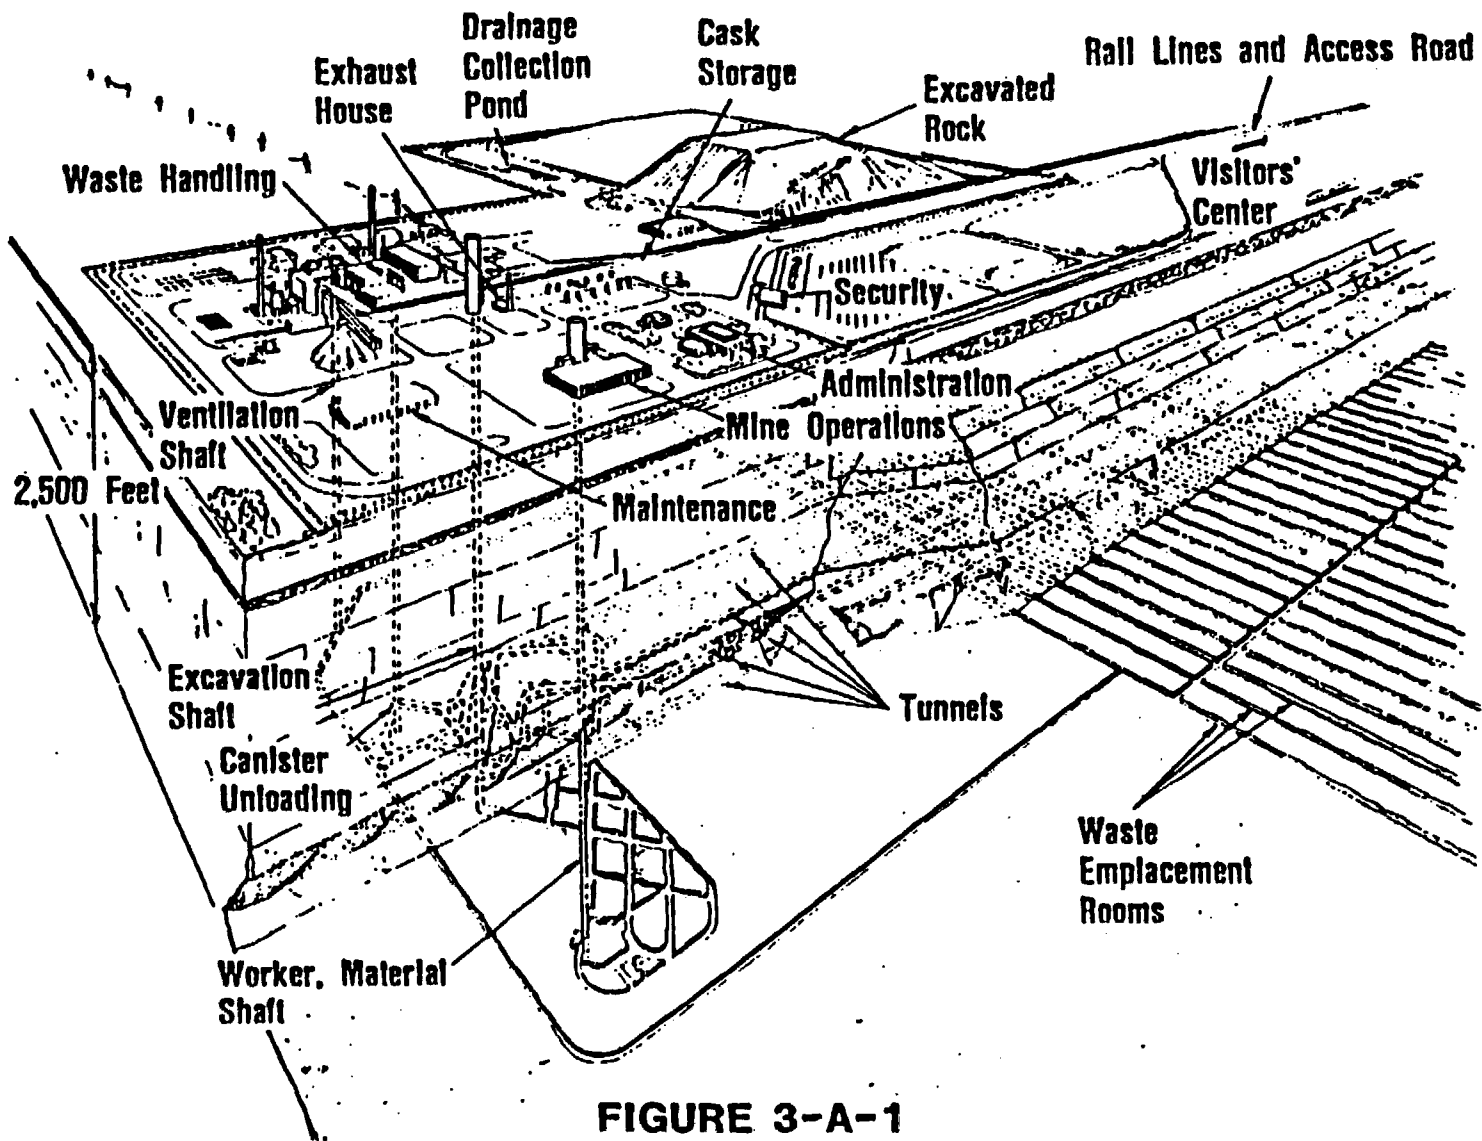 Drainage
Collection
Pond
Cask
Storage
Rail Lines and Access Road
Exhaust
House
Excavated
Rock
Waste Handling
Visitors'
Center
Security
Administration
Ventilation
Shaft
Mine Operations
2,500 Feet
Maintenance
Excavation
Shaft
Tunnels
Canister
Unloading
Waste
Emplacement
Rooms
Worker, Material
Shaft
FIGURE 3-A-1